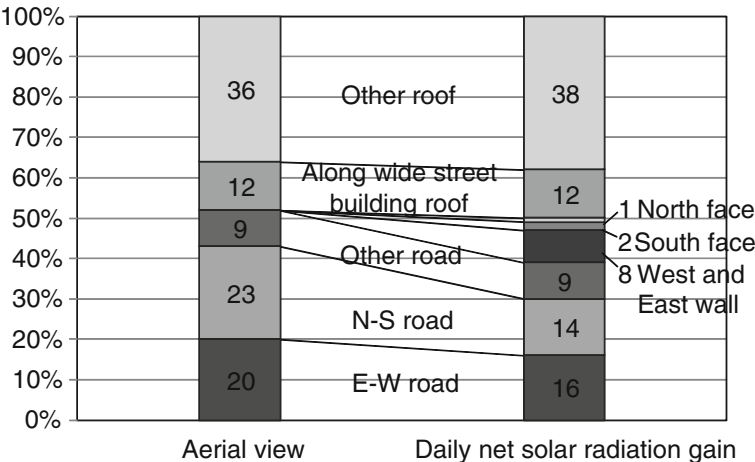 100%
90%
80%
70%
60%
50%
40%
30%
20%
10%
0%
36
12
9
23
20
Other roof
Along wide street
building roof
Other road
N-S road
E-W road
38
12
9
14
16
1 North face
2 South face
8 West and
East wall
Aerial view
Daily net solar radiation gain